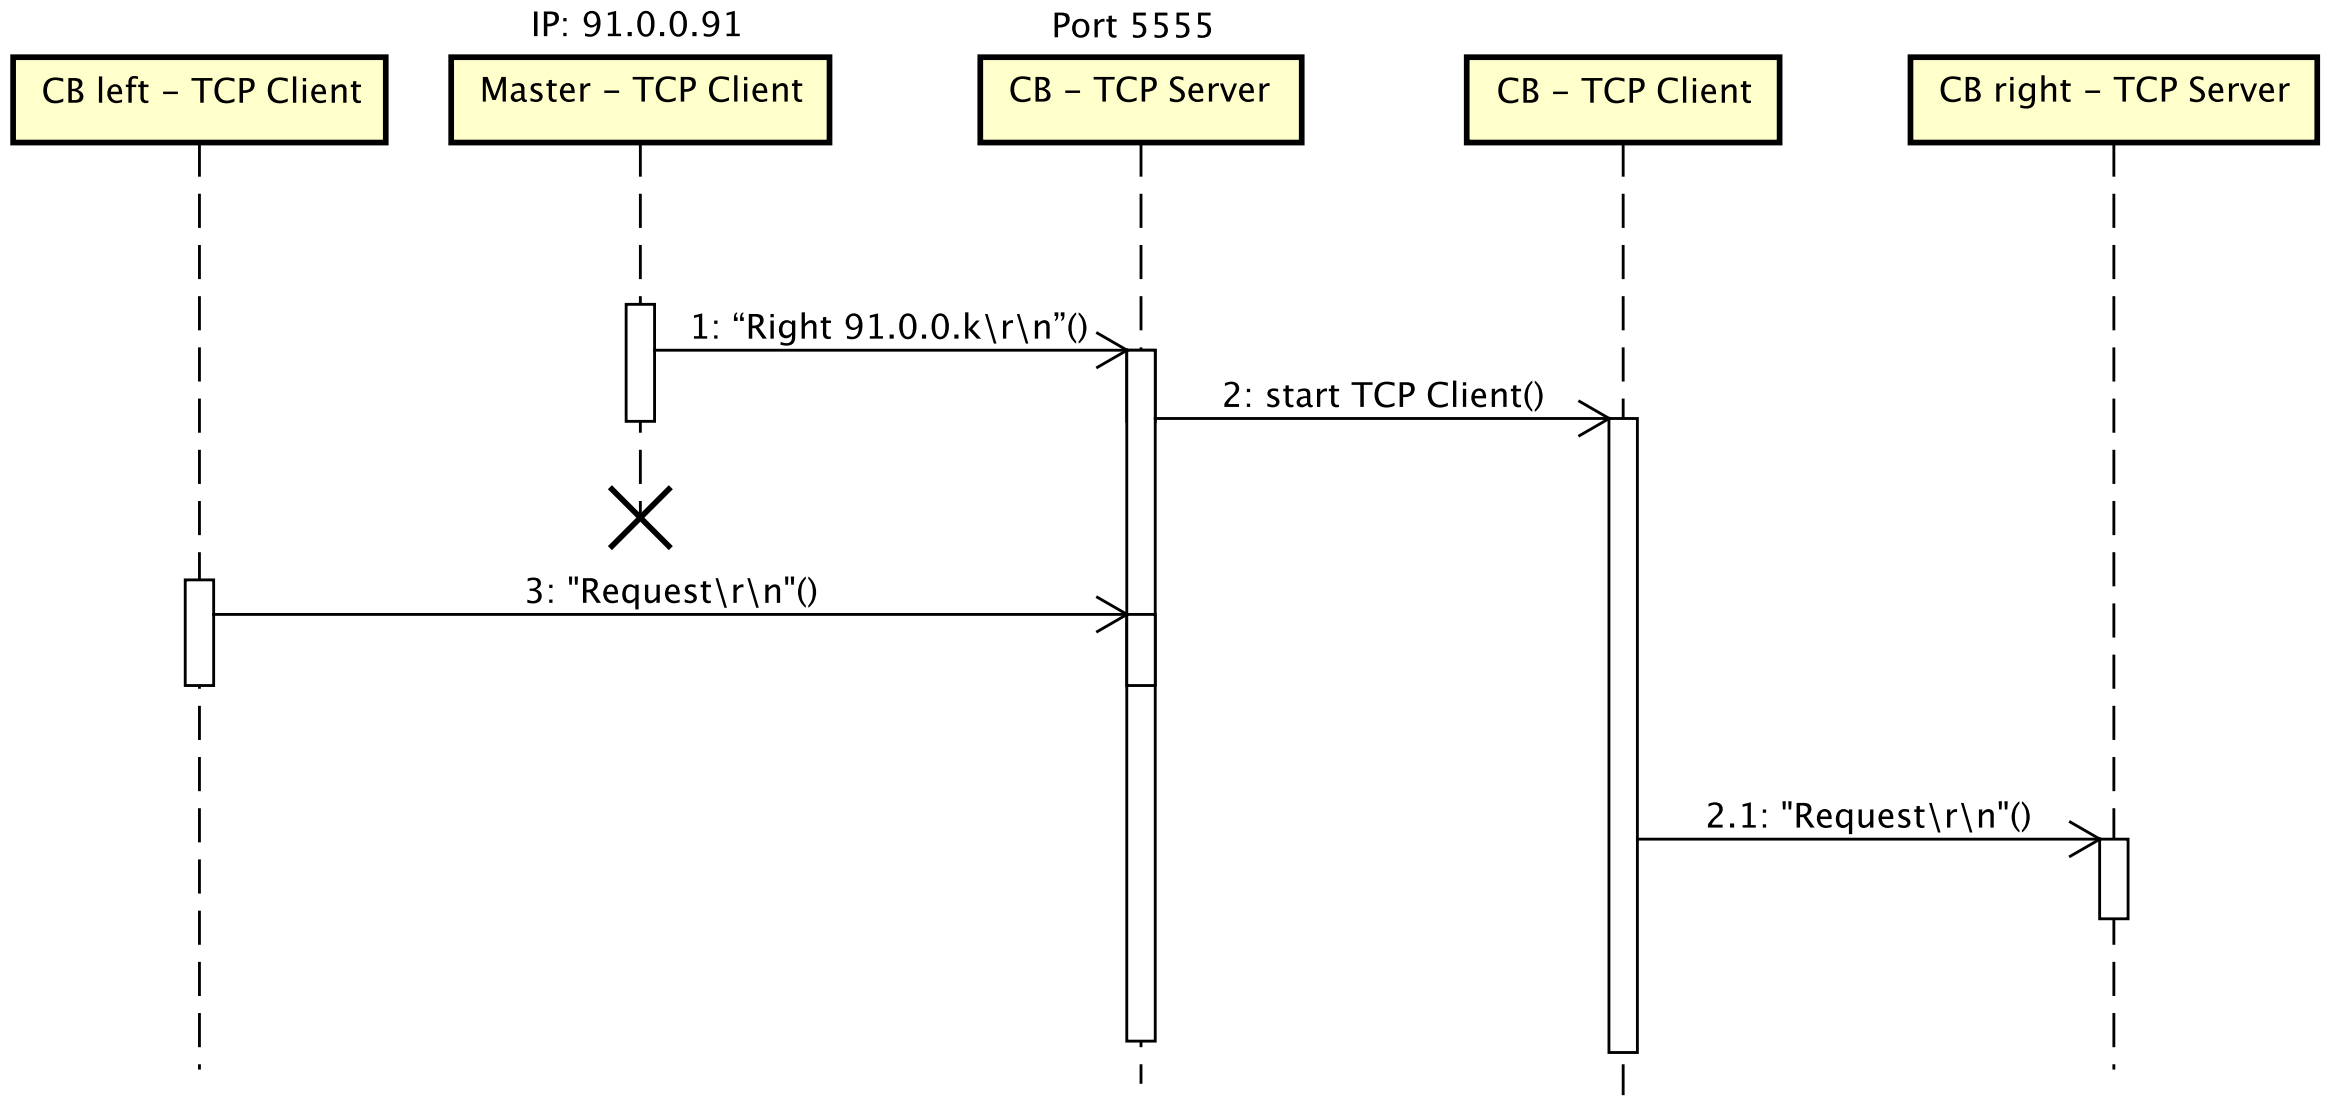 IP: 91.0.0.91
Port 5555
CB left – TCP Client
Master – TCP Client
CB – TCP Server
CB – TCP Client
CB right – TCP Server
1: “Right 91.0.0.k\r\n”()
2: start TCP Client()
3: "Request\r\n"()
2.1: "Request\r\n"()